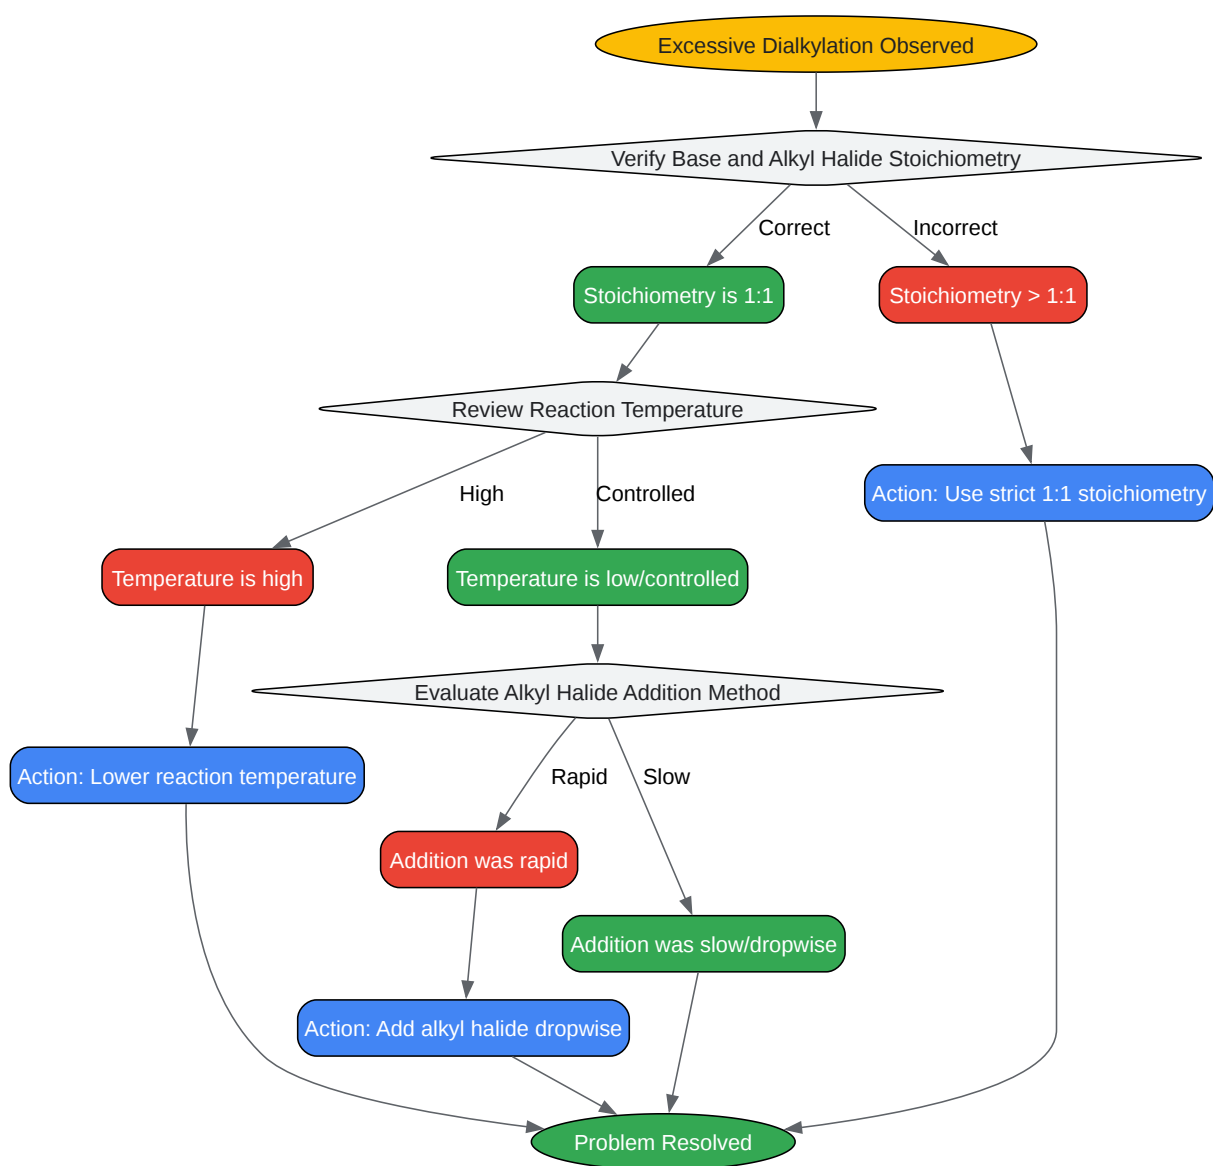 Excessive Dialkylation Observed
Verify Base and Alkyl Halide Stoichiometry
Correct
Incorrect
Stoichiometry is 1:1
Stoichiometry > 1:1
Review Reaction Temperature
High
Controlled
Action: Use strict 1:1 stoichiometry
Temperature is high
Temperature is low/controlled
Evaluate Alkyl Halide Addition Method
Action: Lower reaction temperature
Rapid
Slow
Addition was rapid
Addition was slow/dropwise
Action: Add alkyl halide dropwise
Problem Resolved